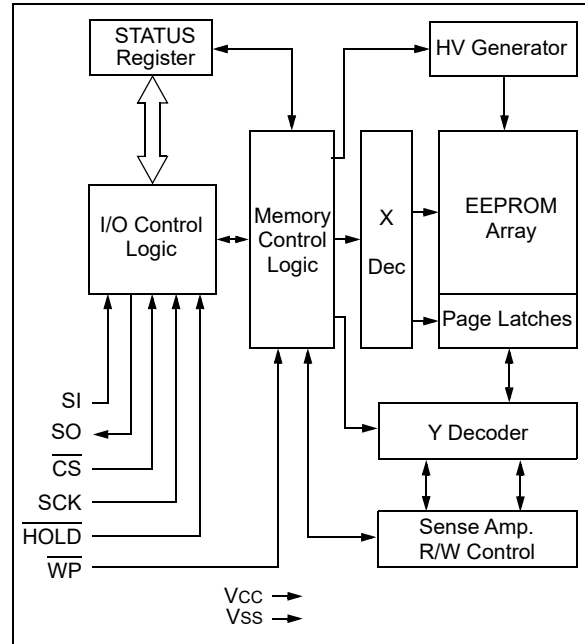 STATUS
Register
HV Generator
I/O Control
Logic
Memory
Control
Logic
X
Dec
EEPROM
Array
Page Latches
SI
SO
CS
SCK
HOLD
WP
Y Decoder
Sense Amp.
R/W Control
VCC
VSS